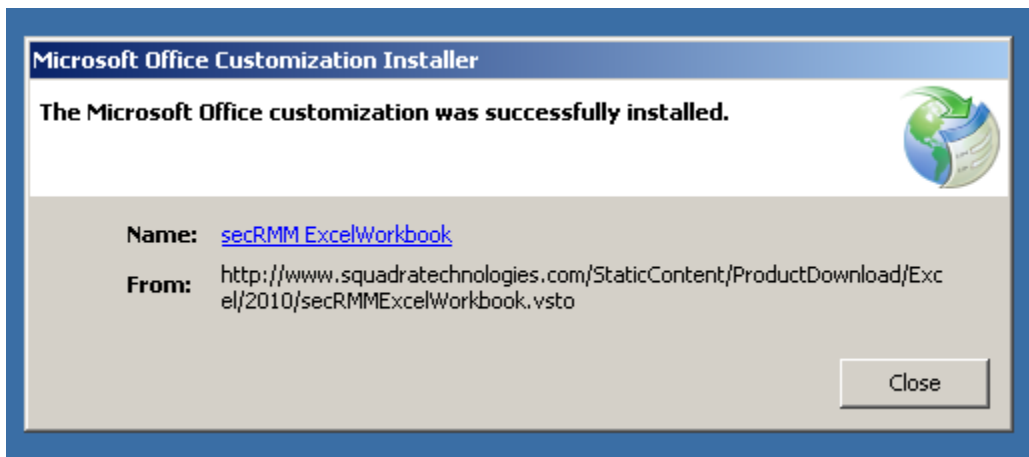 Microsoft Office Customization Installer
The Microsoft Office customization was successfully installed.
Name: secRMM ExcelWorkbook
From: http://www.squadratechnologies.com/StaticContent/ProductDownload/Exc
el/2010/secRMMExcelWorkbook.vsto
Close